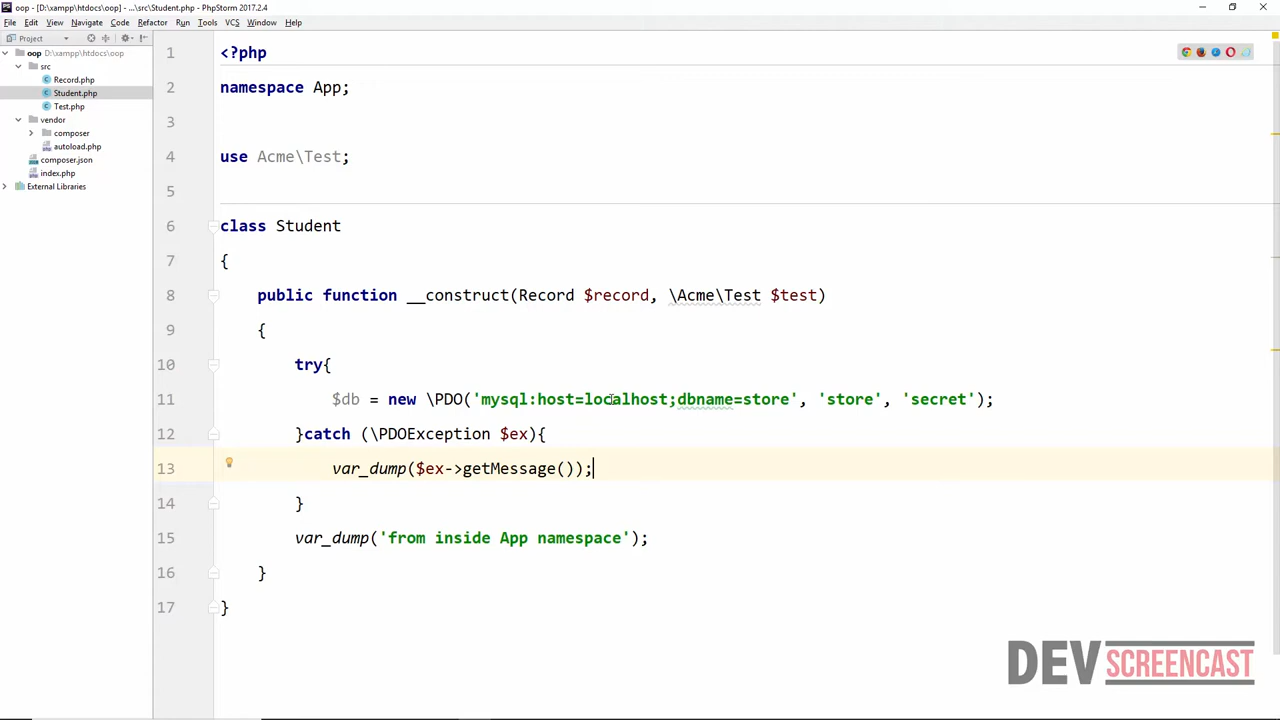 oop - [D:\xampp\htdocs\oop] - ...\src\Student.php - PhpStorm 2017.2.4
File Edit View Navigate Code Refactor Run Tools VCS Window Help
Project
oop D:\xampp\htdocs\oop
src
Record.php
Student.php
Test.php
vendor
composer
autoload.php
composer.json
index.php
External Libraries
1 <?php
2 namespace App;
3
4 use Acme\Test;
5
6 class Student
7 {
8 public function __construct(Record $record, \Acme\Test $test)
9 {
10 try{
11 $db = new \PDO('mysql:host=localhost;dbname=store', 'store', 'secret');
12 }catch (\PDOException $ex){
13 var_dump($ex->getMessage());
14 }
15 var_dump('from inside App namespace');
16 }
17 }
DEVSCREENCAST